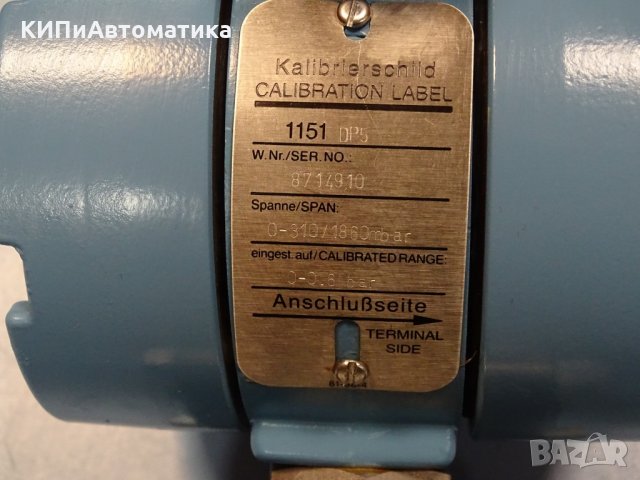 КИПиАвтоматика
Kalibrierschild
CALIBRATION LABEL
1151 DP5
W.Nr./SER.NO.:
8714910
Spanne/SPAN:
0-310/1860mbar
eingest.auf/CALIBRATED RANGE:
0-0.6 bar
Anschlußseite
TERMINAL
SIDE
BAZAR